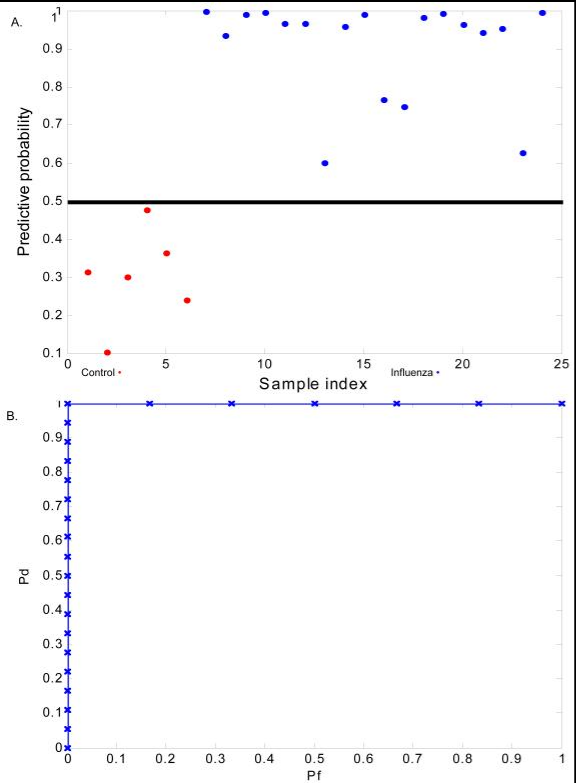 A.
Predictive probability
1
0.9
0.8
0.7
0.6
0.5
0.4
0.3
0.2
0.1
0 5 10 15 20 25
Control Influenza
Sample index
B.
Pd
1
0.9
0.8
0.7
0.6
0.5
0.4
0.3
0.2
0.1
0
0 0.1 0.2 0.3 0.4 0.5 0.6 0.7 0.8 0.9 1
Pf